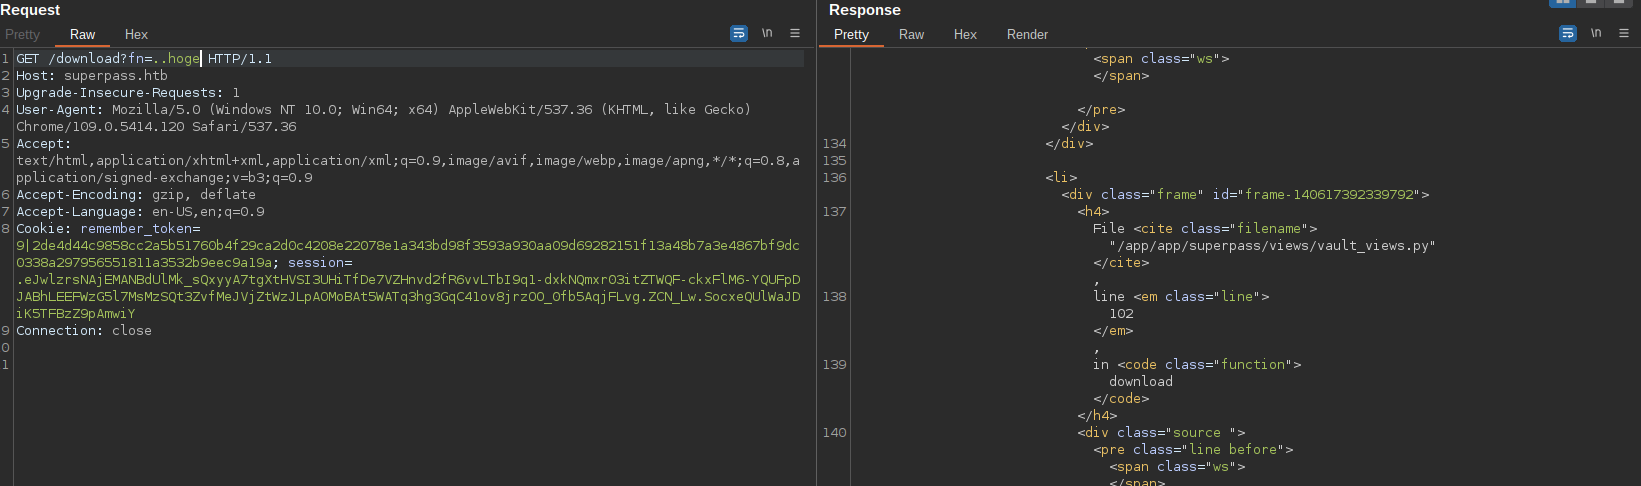 Request
Pretty Raw Hex \n
1 GET /download?fn=..hoge HTTP/1.1
2 Host: superpass.htb
3 Upgrade-Insecure-Requests: 1
4 User-Agent: Mozilla/5.0 (Windows NT 10.0; Win64; x64) AppleWebKit/537.36 (KHTML, like Gecko)
Chrome/109.0.5414.120 Safari/537.36
5 Accept:
text/html,application/xhtml+xml,application/xml;q=0.9,image/avif,image/webp,image/apng,*/*;q=0.8,a
pplication/signed-exchange;v=b3;q=0.9
6 Accept-Encoding: gzip, deflate
7 Accept-Language: en-US,en;q=0.9
8 Cookie: remember_token=
9|2de4d44c9858cc2a5b51760b4f29ca2d0c4208e22078e1a343bd98f3593a930aa09d69282151f13a48b7a3e4867bf9dc
0338a297956551811a3532b9eec9a19a; session=
.eJwlzrsNAjEMANBdUlMk_sQxyyA7tgXtHVSI3UHiTfDe7VZHnvd2fR6vvLTbI9q1-dxkNQmxr03itZTWQF-ckxFlM6-YQUFpD
JABhLEEFWzG5l7MsMzSQt3ZvfMeJVjZtWzJLpAOMoBAt5WATq3hg3GqC41ov8jrzOO_Ofb5AqjFLvg.ZCN_Lw.SocxeQUlWaJD
iK5TFBzZ9pAmwiY
9 Connection: close
0
1
Response
Pretty Raw Hex Render \n
<span class="ws">
</span>
</pre>
</div>
134 </div>
135
136 <li>
<div class="frame" id="frame-140617392339792">
137 <h4>
File <cite class="filename">
"/app/app/superpass/views/vault_views.py"
</cite>
,
138 line <em class="line">
102
</em>
,
139 in <code class="function">
download
</code>
</h4>
140 <div class="source ">
<pre class="line before">
<span class="ws">
</span>